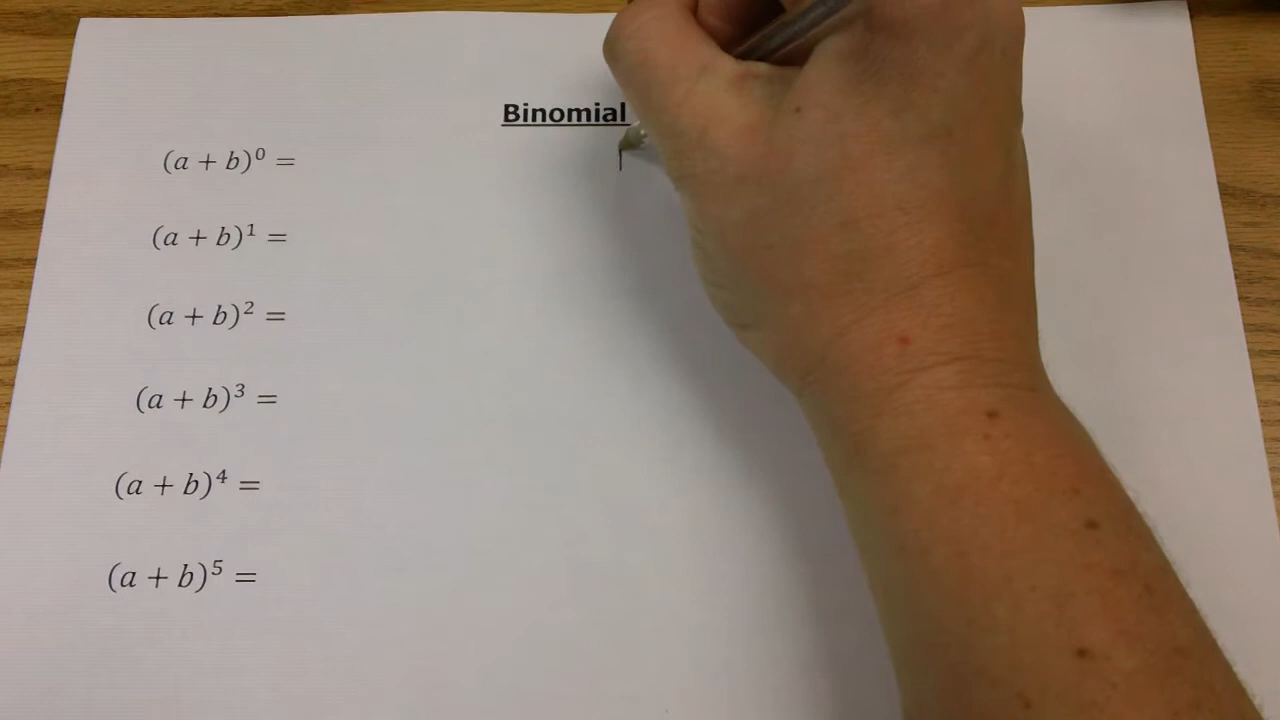 Binomial
(a + b)⁰ =
(a + b)¹ =
(a + b)² =
(a + b)³ =
(a + b)⁴ =
(a + b)⁵ =